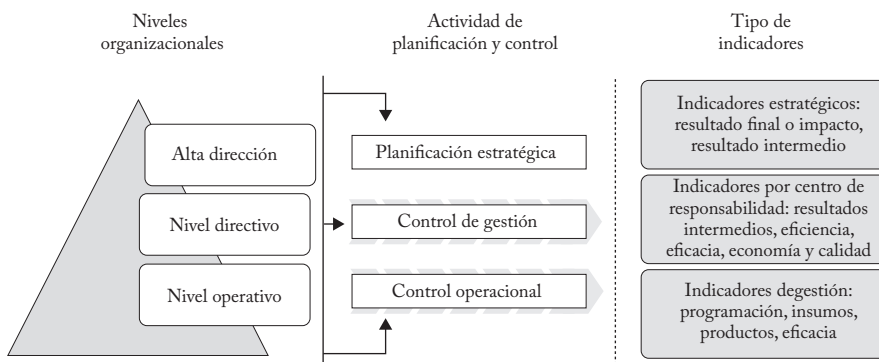 Niveles
organizacionales
Actividad de
planificación y control
Tipo de
indicadores
Alta dirección
Planificación estratégica
Indicadores estratégicos:
resultado final o impacto,
resultado intermedio
Nivel directivo
Control de gestión
Indicadores por centro de
responsabilidad: resultados
intermedios, eficiencia,
eficacia, economía y calidad
Nivel operativo
Control operacional
Indicadores degestión:
programación, insumos,
productos, eficacia